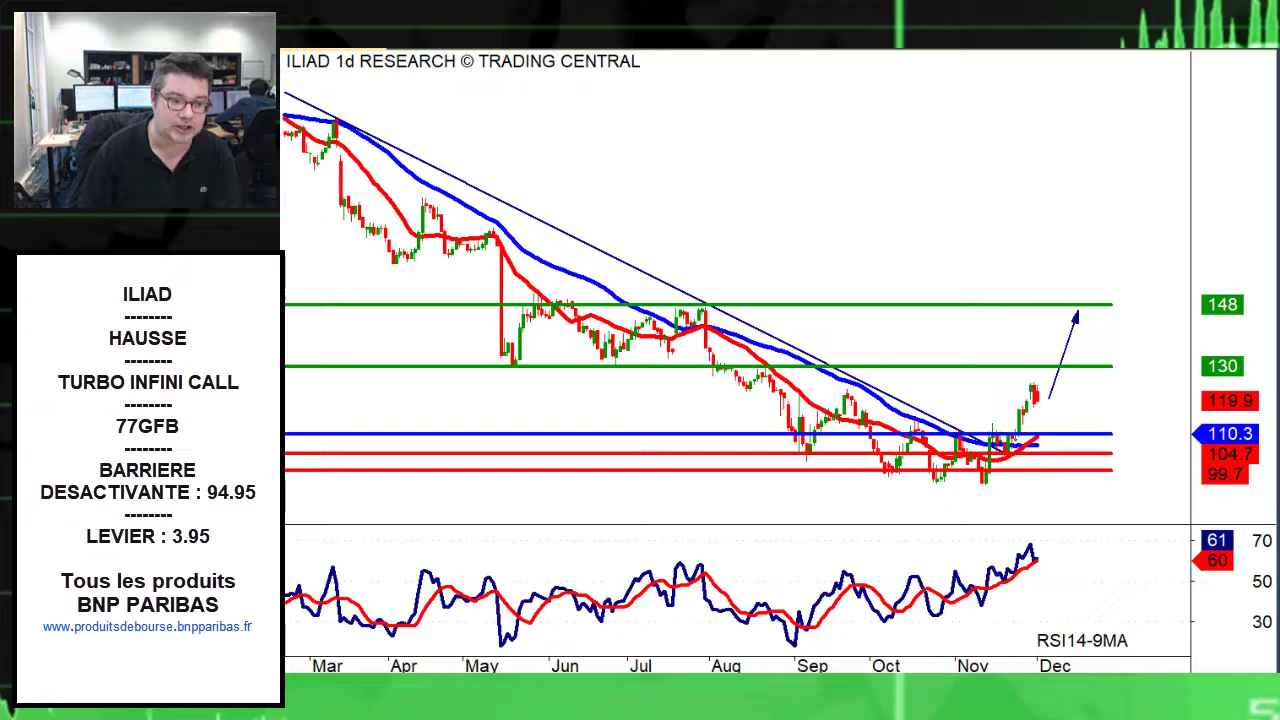 ILIAD 1d RESEARCH © TRADING CENTRAL
ILIAD
--------
HAUSSE
--------
TURBO INFINI CALL
--------
77GFB
--------
BARRIERE
DESACTIVANTE : 94.95
--------
LEVIER : 3.95
Tous les produits
BNP PARIBAS
www.produitsdebourse.bnpparibas.fr
148
130
119.9
110.3
104.7
99.7
61
70
60
50
30
RSI14-9MA
Mar
Apr
May
Jun
Jul
Aug
Sep
Oct
Nov
Dec